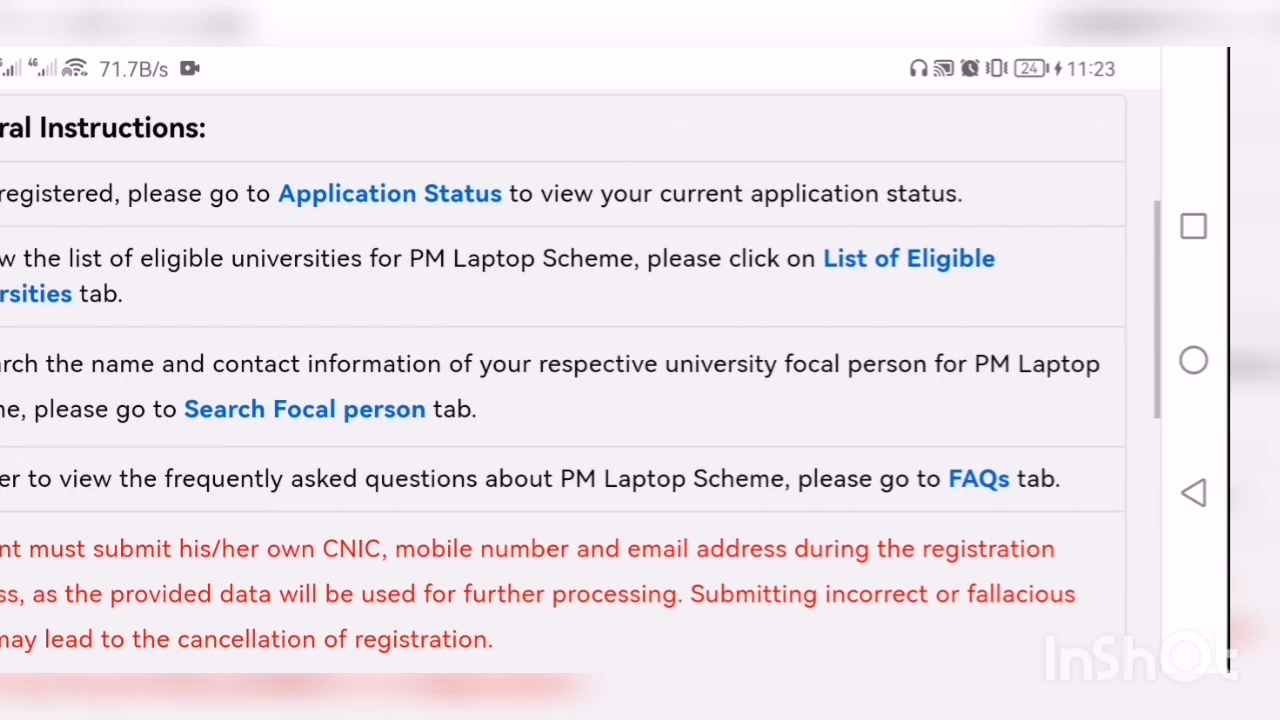 4G 71.7B/s 24 11:23
ral Instructions:
registered, please go to Application Status to view your current application status.
w the list of eligible universities for PM Laptop Scheme, please click on List of Eligible
rsities tab.
rch the name and contact information of your respective university focal person for PM Laptop
ne, please go to Search Focal person tab.
er to view the frequently asked questions about PM Laptop Scheme, please go to FAQs tab.
nt must submit his/her own CNIC, mobile number and email address during the registration
ss, as the provided data will be used for further processing. Submitting incorrect or fallacious
may lead to the cancellation of registration.
InShOt